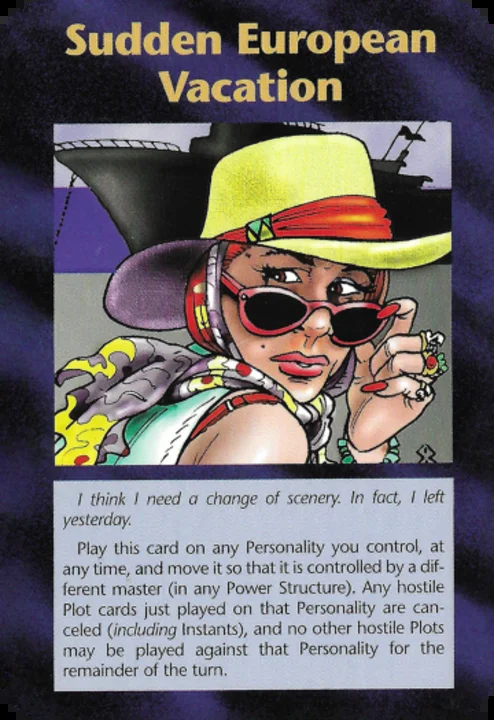 Sudden European
Vacation
I think I need a change of scenery. In fact, I left
yesterday.
Play this card on any Personality you control, at
any time, and move it so that it is controlled by a dif-
ferent master (in any Power Structure). Any hostile
Plot cards just played on that Personality are can-
celed (including Instants), and no other hostile Plots
may be played against that Personality for the
remainder of the turn.